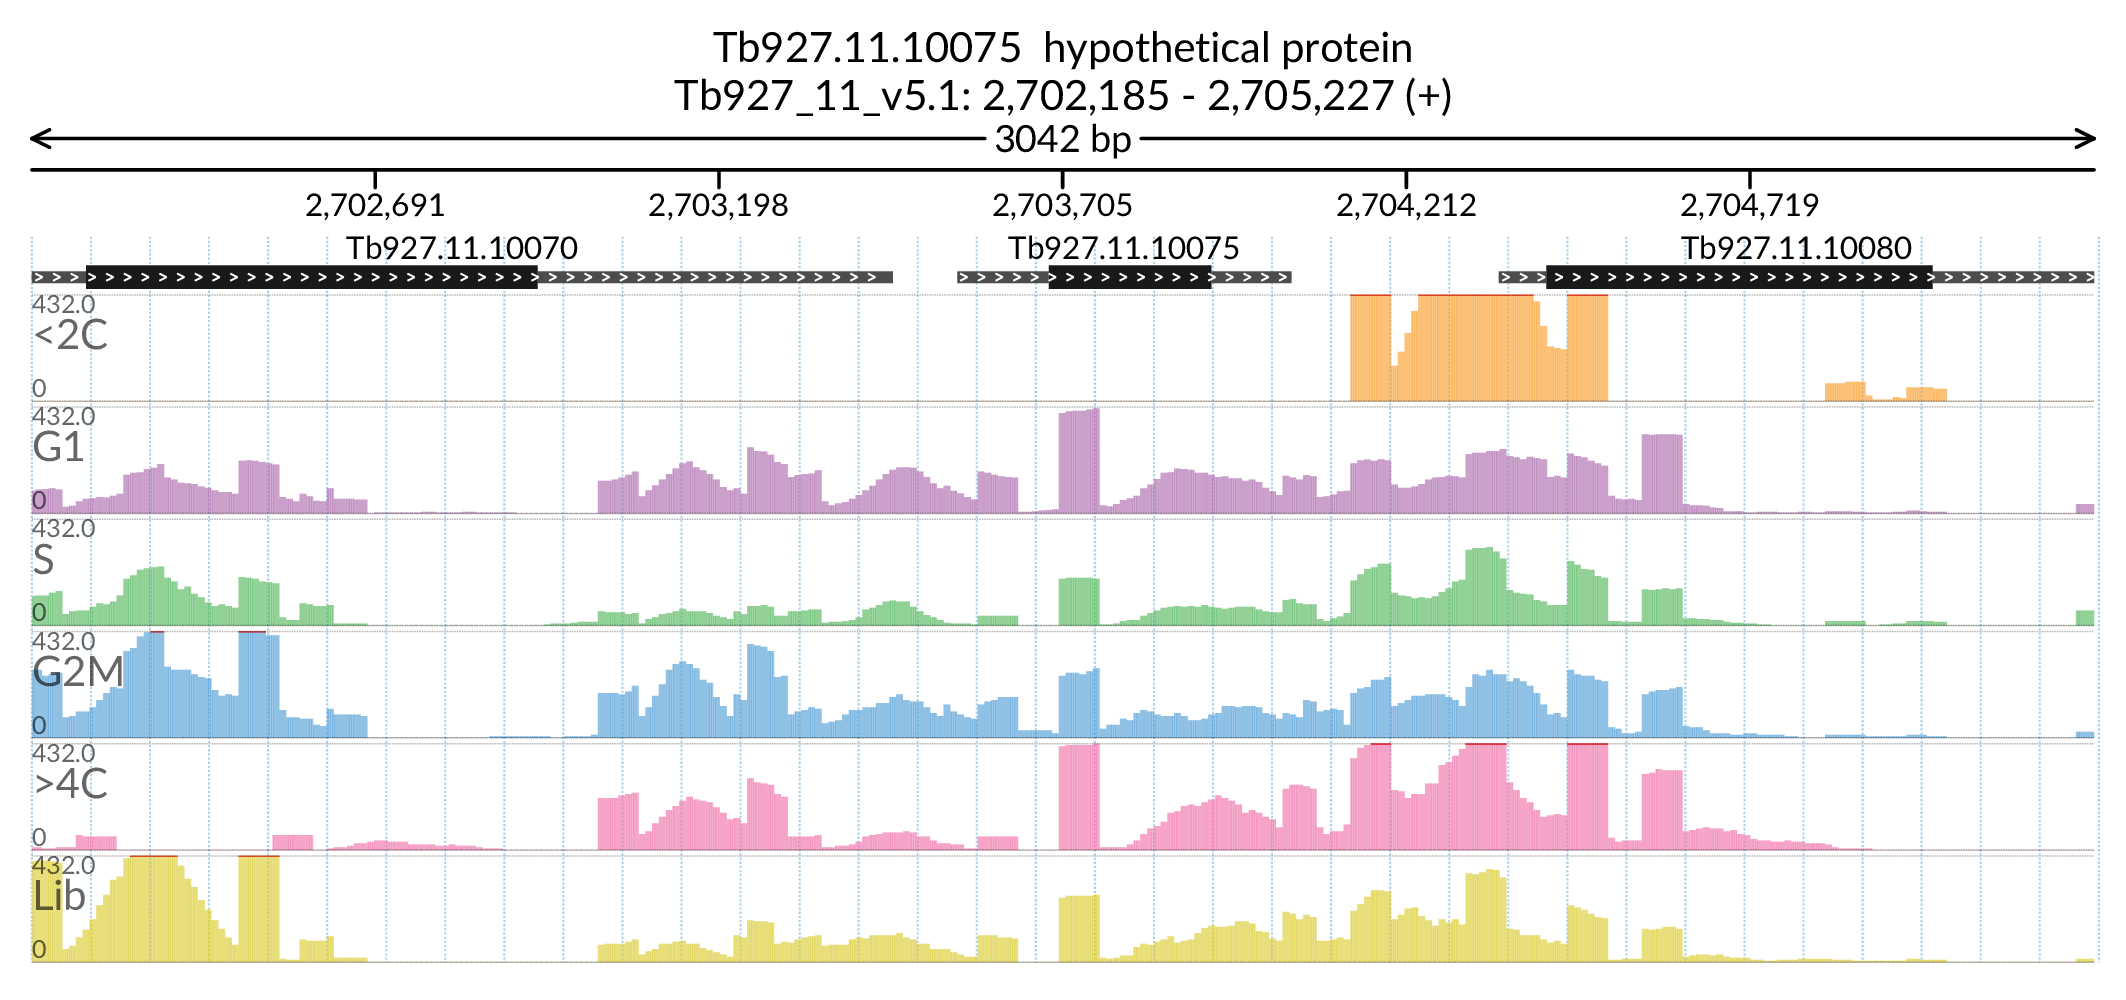 Tb927.11.10075 hypothetical protein
Tb927_11_v5.1: 2,702,185 - 2,705,227 (+)
3042 bp
2,702,691 2,703,198 2,703,705 2,704,212 2,704,719
Tb927.11.10070 Tb927.11.10075 Tb927.11.10080
432.0
<2C
0
432.0
G1
0
432.0
S
0
432.0
G2M
0
432.0
>4C
0
432.0
Lib
0